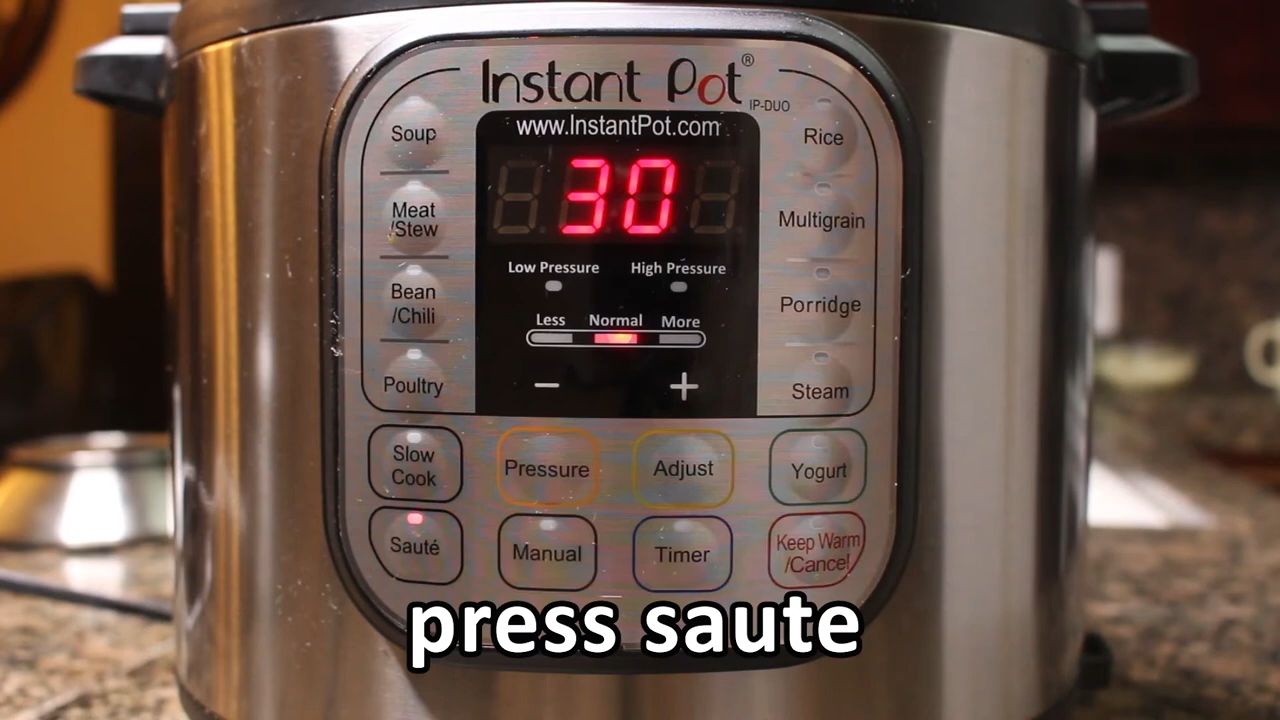 Instant Pot®
IP-DUO
www.InstantPot.com
30
Low Pressure High Pressure
Less Normal More
− +
Soup
Meat
/Stew
Bean
/Chili
Poultry
Rice
Multigrain
Porridge
Steam
Slow
Cook
Pressure
Adjust
Yogurt
Sauté
Manual
Timer
Keep Warm
/Cancel
press saute